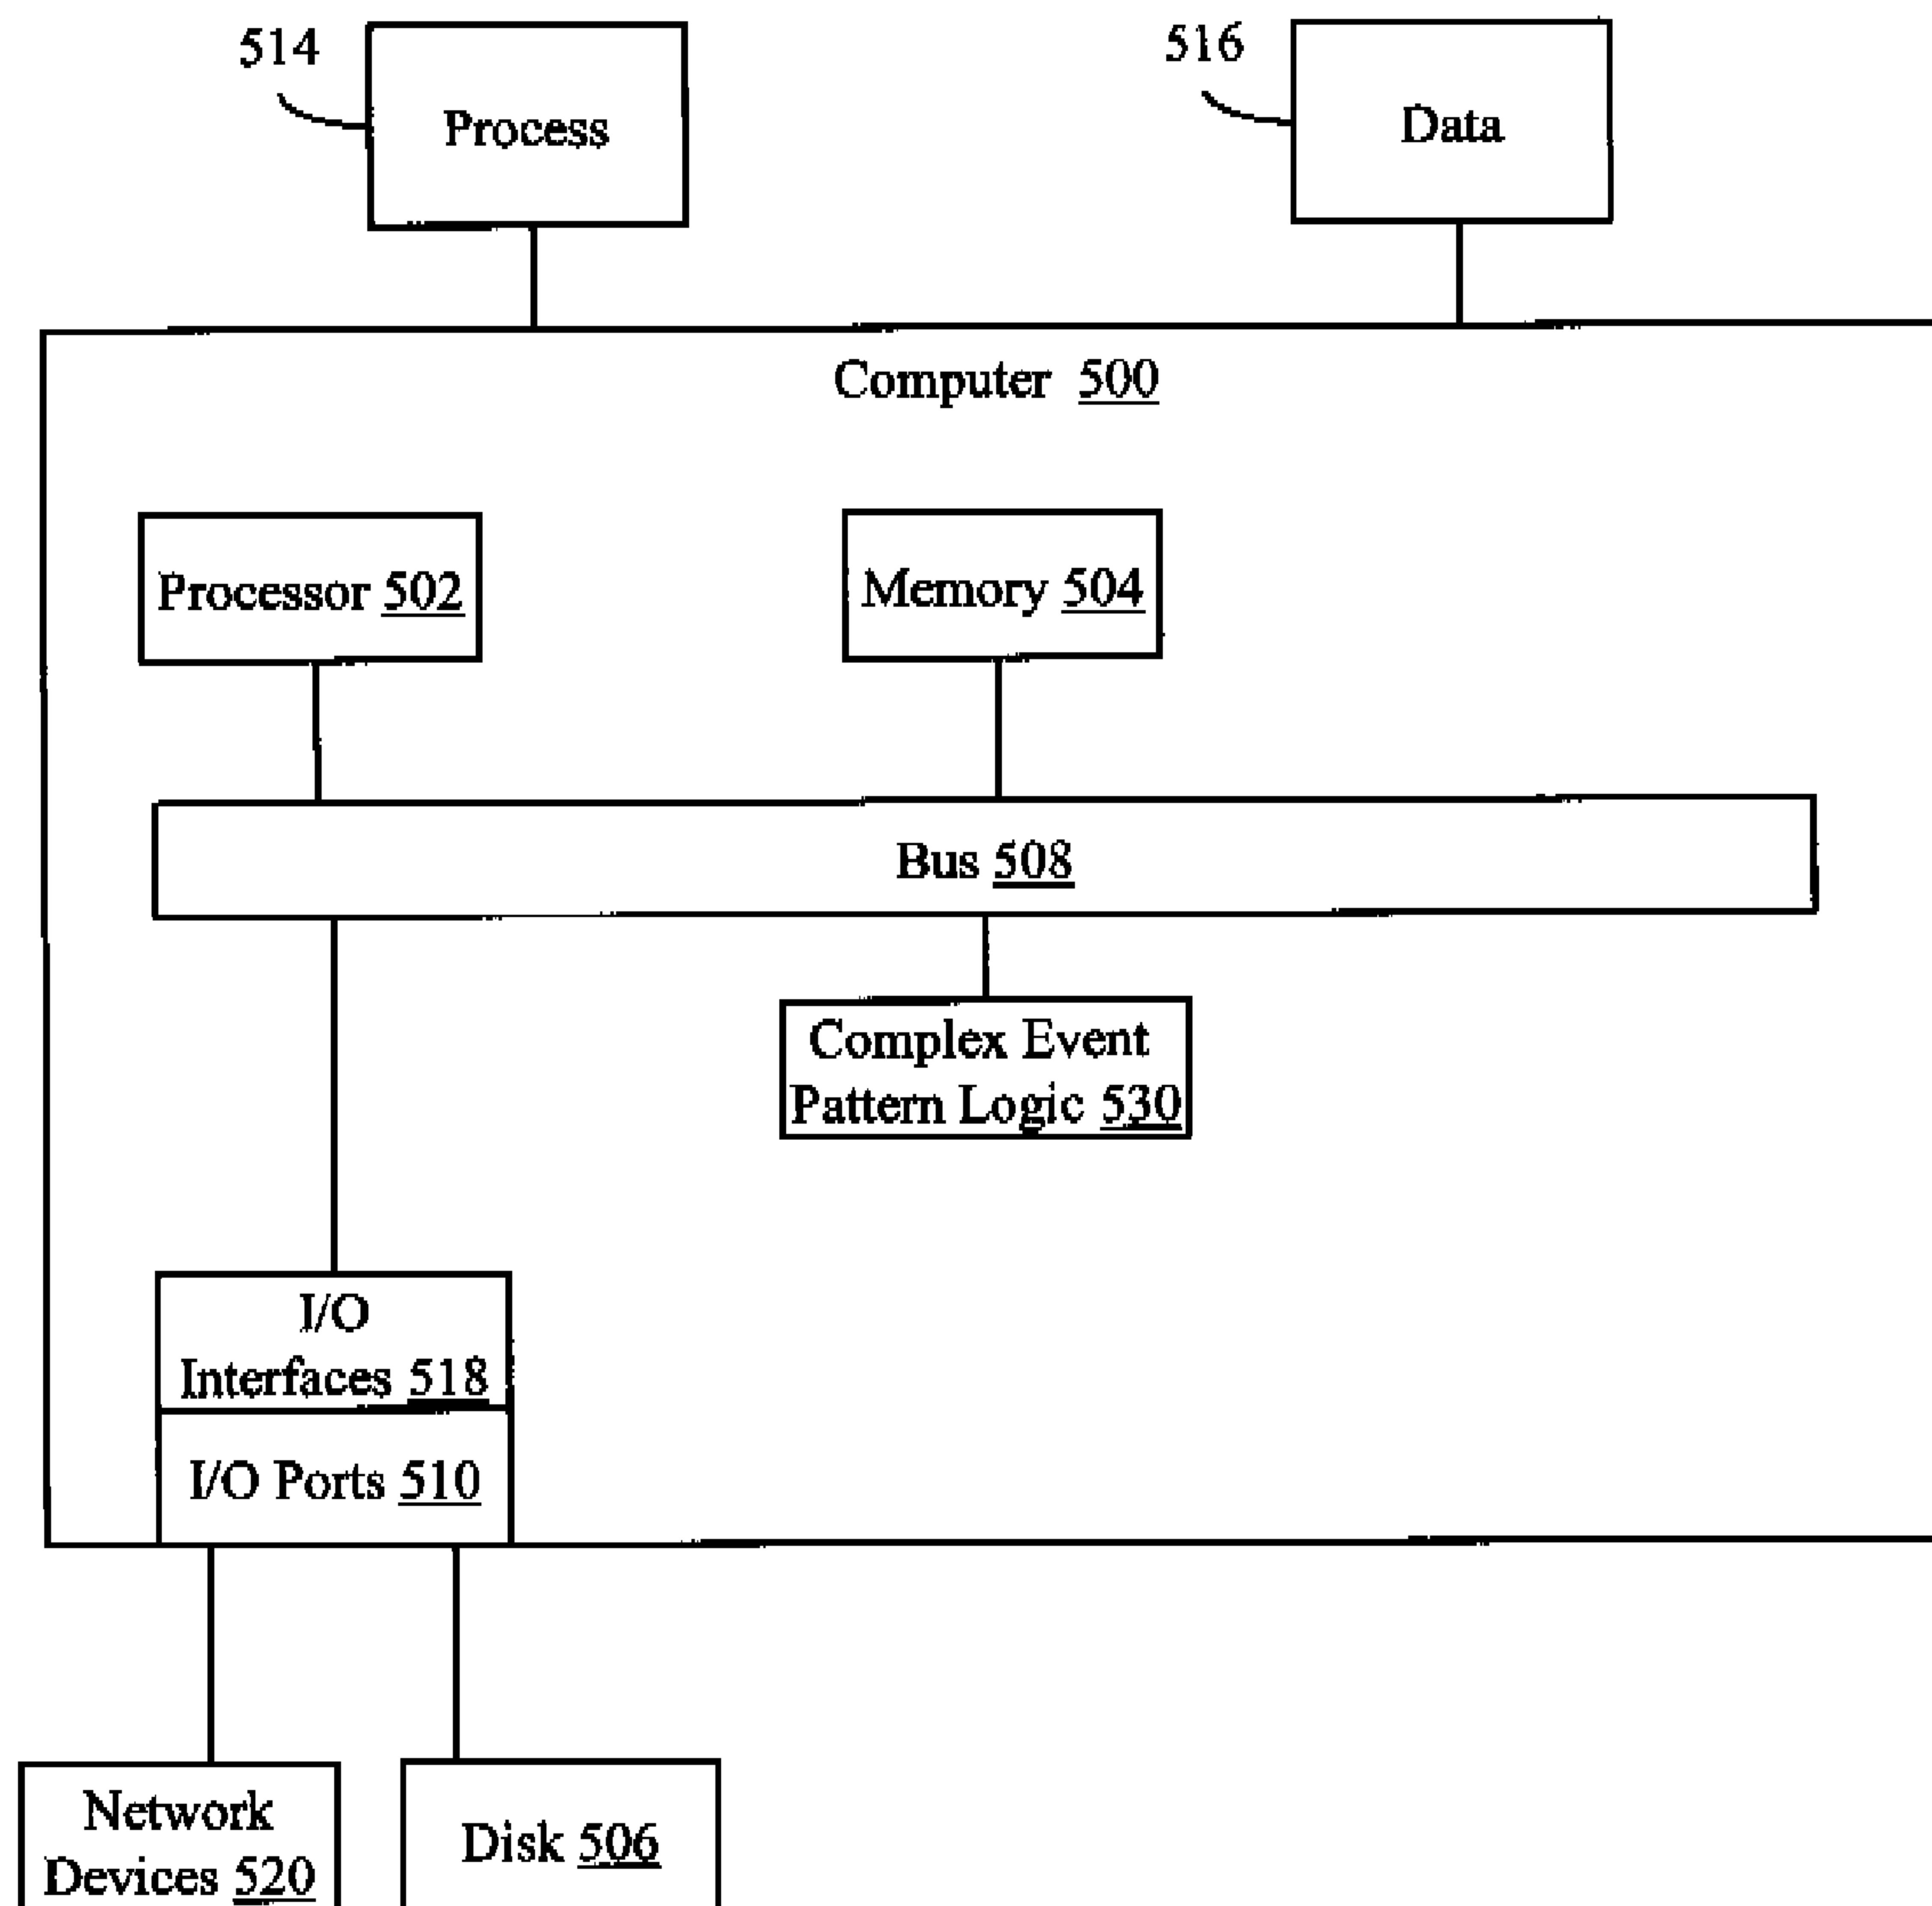 514
Process
516
Data
Computer 500
Processor 502
Memory 504
Bus 508
Complex Event
Pattern Logic 530
I/O
Interfaces 518
I/O Ports 510
Network
Devices 520
Disk 506